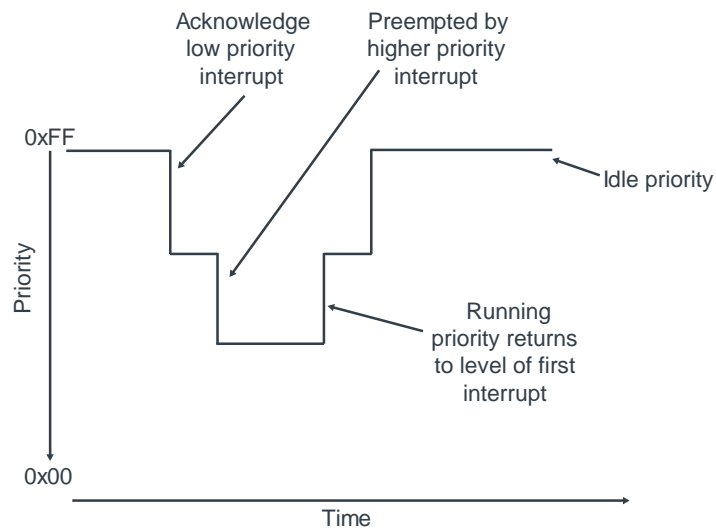 Acknowledge
low priority
interrupt
Preempted by
higher priority
interrupt
0xFF
Idle priority
Priority
Running
priority returns
to level of first
interrupt
0x00
Time